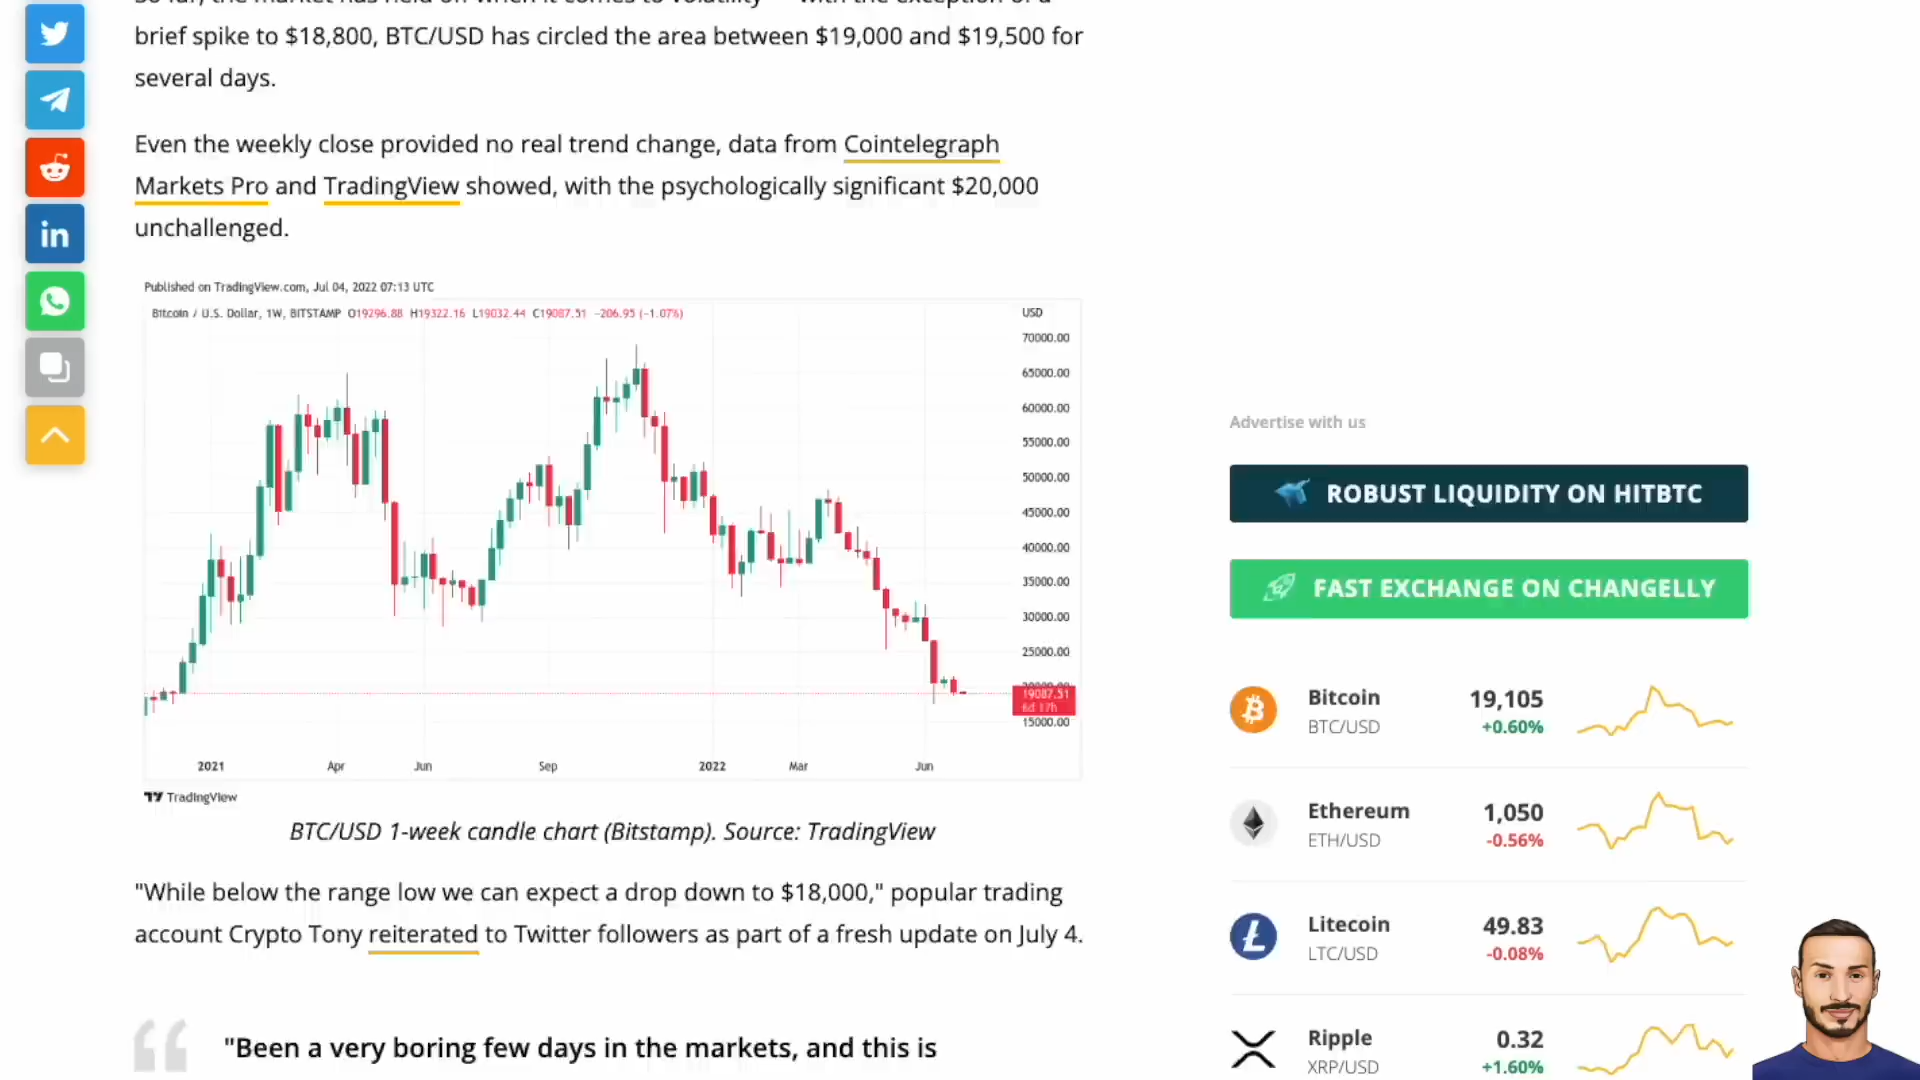 brief spike to $18,800, BTC/USD has circled the area between $19,000 and $19,500 for
several days.
Even the weekly close provided no real trend change, data from Cointelegraph
Markets Pro and TradingView showed, with the psychologically significant $20,000
unchallenged.
Published on TradingView.com, Jul 04, 2022 07:13 UTC
Bitcoin / U.S. Dollar, 1W, BITSTAMP O19296.88 H19322.16 L19032.44 C19087.51 −206.95 (−1.07%)
USD
70000.00
65000.00
60000.00
55000.00
50000.00
45000.00
40000.00
35000.00
30000.00
25000.00
19087.51
6d 17h
15000.00
2021 Apr Jun Sep 2022 Mar Jun
TradingView
BTC/USD 1-week candle chart (Bitstamp). Source: TradingView
"While below the range low we can expect a drop down to $18,000," popular trading
account Crypto Tony reiterated to Twitter followers as part of a fresh update on July 4.
"Been a very boring few days in the markets, and this is
Advertise with us
ROBUST LIQUIDITY ON HITBTC
FAST EXCHANGE ON CHANGELLY
Bitcoin 19,105
BTC/USD +0.60%
Ethereum 1,050
ETH/USD -0.56%
Litecoin 49.83
LTC/USD -0.08%
Ripple 0.32
XRP/USD +1.60%